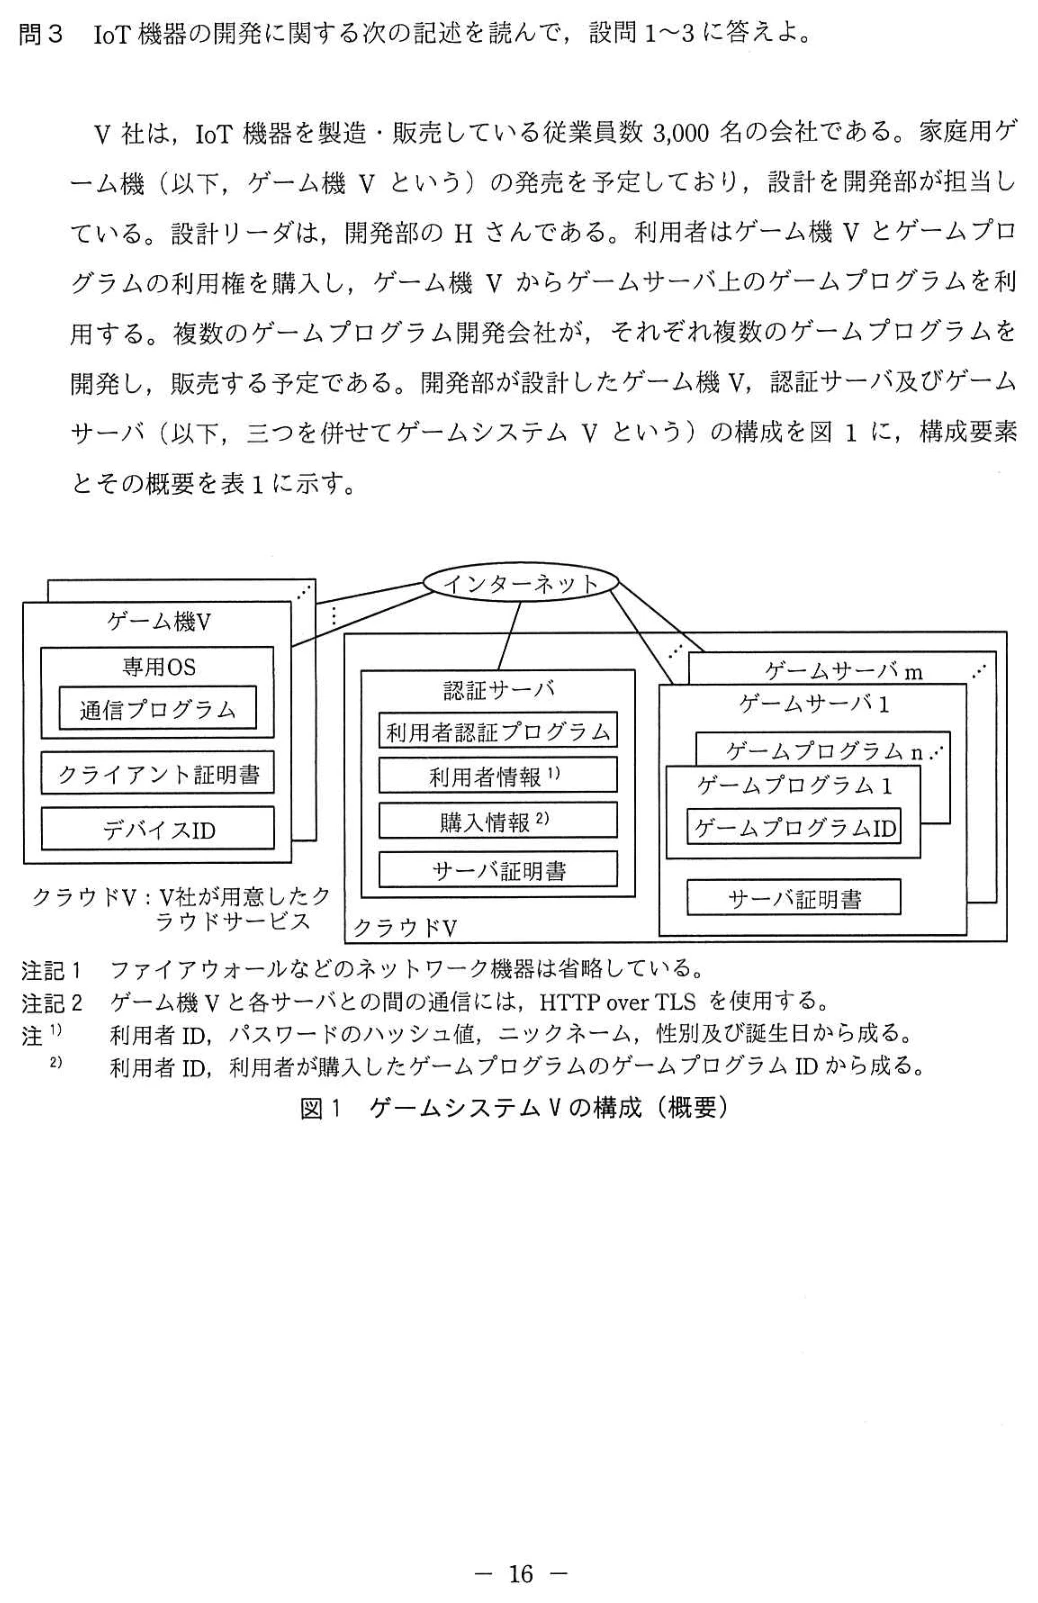 問3 IoT 機器の開発に関する次の記述を読んで，設問 1～3 に答えよ。
V 社は，IoT 機器を製造・販売している従業員数 3,000 名の会社である。家庭用ゲ
ーム機（以下，ゲーム機 V という）の発売を予定しており，設計を開発部が担当し
ている。設計リーダは，開発部の H さんである。利用者はゲーム機 V とゲームプロ
グラムの利用権を購入し，ゲーム機 V からゲームサーバ上のゲームプログラムを利
用する。複数のゲームプログラム開発会社が，それぞれ複数のゲームプログラムを
開発し，販売する予定である。開発部が設計したゲーム機 V，認証サーバ及びゲーム
サーバ（以下，三つを併せてゲームシステム V という）の構成を図 1 に，構成要素
とその概要を表 1 に示す。
インターネット
ゲーム機V
専用OS
通信プログラム
クライアント証明書
デバイスID
クラウドV：V社が用意したク
ラウドサービス
認証サーバ
利用者認証プログラム
利用者情報 1)
購入情報 2)
サーバ証明書
クラウドV
ゲームサーバ m
ゲームサーバ 1
ゲームプログラム n
ゲームプログラム 1
ゲームプログラムID
サーバ証明書
注記 1 ファイアウォールなどのネットワーク機器は省略している。
注記 2 ゲーム機 V と各サーバとの間の通信には，HTTP over TLS を使用する。
注 1) 利用者 ID，パスワードのハッシュ値，ニックネーム，性別及び誕生日から成る。
2) 利用者 ID，利用者が購入したゲームプログラムのゲームプログラム ID から成る。
図 1 ゲームシステム V の構成（概要）
－ 16 －